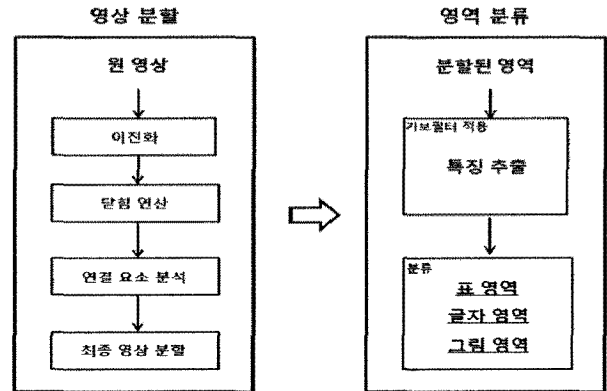 영상 분할
원 영상
이진화
닫힘 연산
연결 요소 분석
최종 영상 분할
영역 분류
분할된 영역
가보필터 적용
특징 추출
분류
표 영역
글자 영역
그림 영역